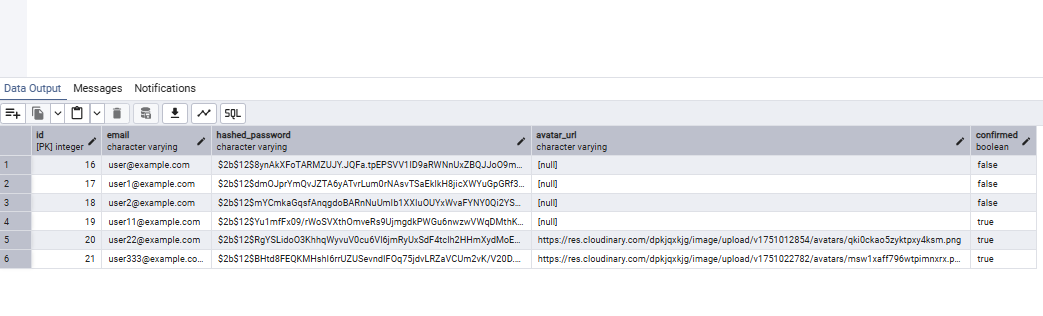 Data Output Messages Notifications
SQL
id email hashed_password avatar_url confirmed
[PK] integer character varying character varying character varying boolean
1 16 user@example.com $2b$12$8ynAkXFoTARMZUJY.JQFa.tpEPSVV1ID9aRWNnUxZBQJJoO9m... [null] false
2 17 user1@example.com $2b$12$dmOJprYmQvJZTA6yATvrLum0rNAsvTSaEkIkH8jicXWYuGpGRf3... [null] false
3 18 user2@example.com $2b$12$mYCmkaGqsfAnqgdoBARnNuUmIb1XXIuOUYxWvaFYNY0Qi2YS... [null] false
4 19 user11@example.com $2b$12$Yu1mfFx09/rWoSVXthOmveRs9UjmgdkPWGu6nwzwVWqDMthK... [null] true
5 20 user22@example.com $2b$12$RgYSLidoO3KhhqWyvuV0cu6Vl6jmRyUxSdF4tcIh2HHmXydMoE... https://res.cloudinary.com/dpkjqxkjg/image/upload/v1751012854/avatars/qki0ckao5zyktpxy4ksm.png true
6 21 user333@example.co... $2b$12$BHtd8FEQKMHshI6rrUZUSevndIFOq75jdvLRZaVCUm2vK/V20D.... https://res.cloudinary.com/dpkjqxkjg/image/upload/v1751022782/avatars/msw1xaff796wtpimnxrx.p... true